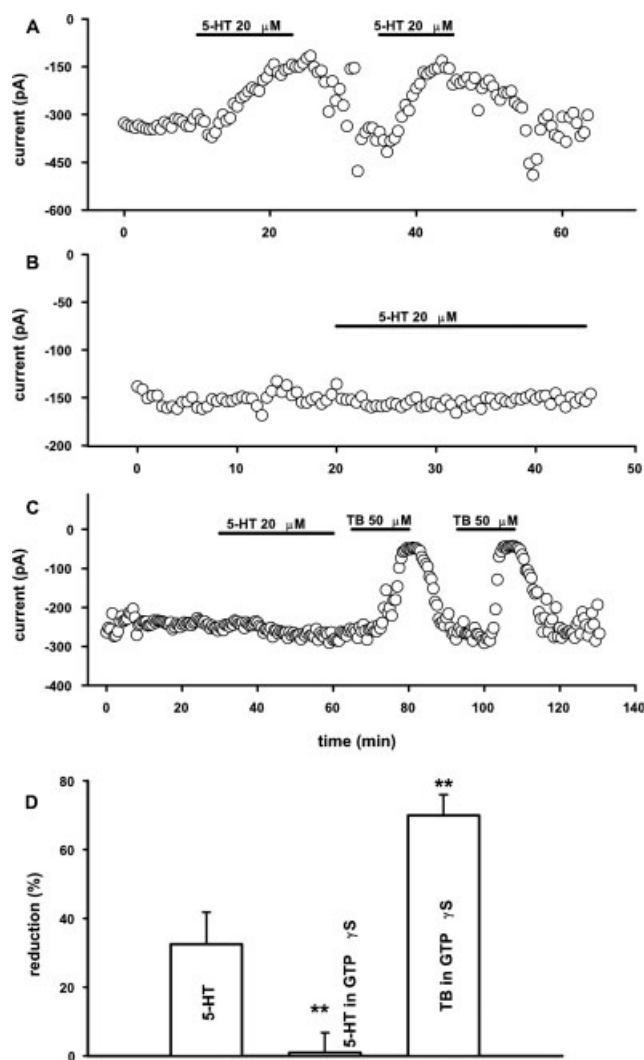 A
5-HT 20 μM
5-HT 20 μM
current (pA)
-0
-150
-300
-450
-600
0
20
40
60
B
5-HT 20 μM
current (pA)
0
-50
-100
-150
-200
0
10
20
30
40
50
C
5-HT 20 μM
TB 50 μM
TB 50 μM
current (pA)
0
-100
-200
-300
-400
0
20
40
60
80
100
120
140
time (min)
D
reduction (%)
80
60
40
20
0
5-HT
**
5-HT in GTP γS
**
TB in GTP γS